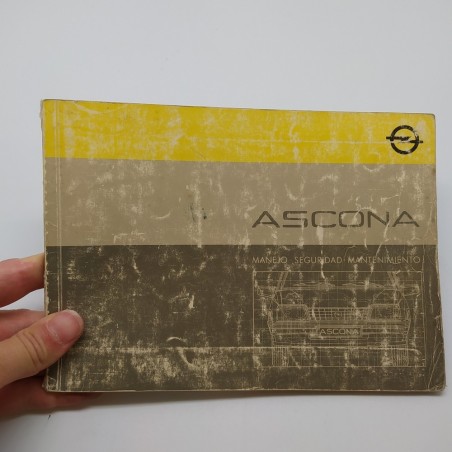 ASCONA
MANEJO · SEGURIDAD · MANTENIMIENTO
ASCONA